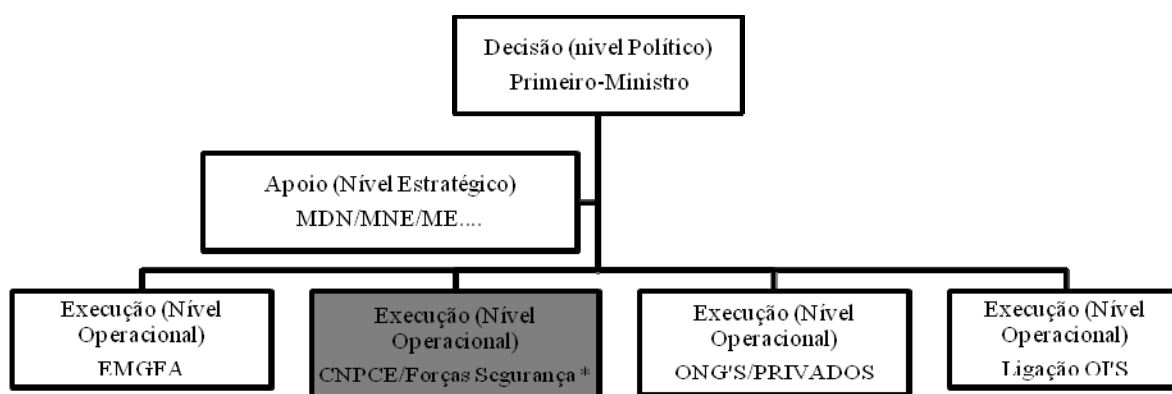 Decisão (nivel Político)
Primeiro-Ministro
Apoio (Nível Estratégico)
MDN/MNE/ME....
Execução (Nível
Operacional)
EMGFA
Execução (Nível
Operacional)
CNPCE/Forças Segurança *
Execução (Nível
Operacional)
ONG'S/PRIVADOS
Execução (Nível
Operacional)
Ligação OI'S